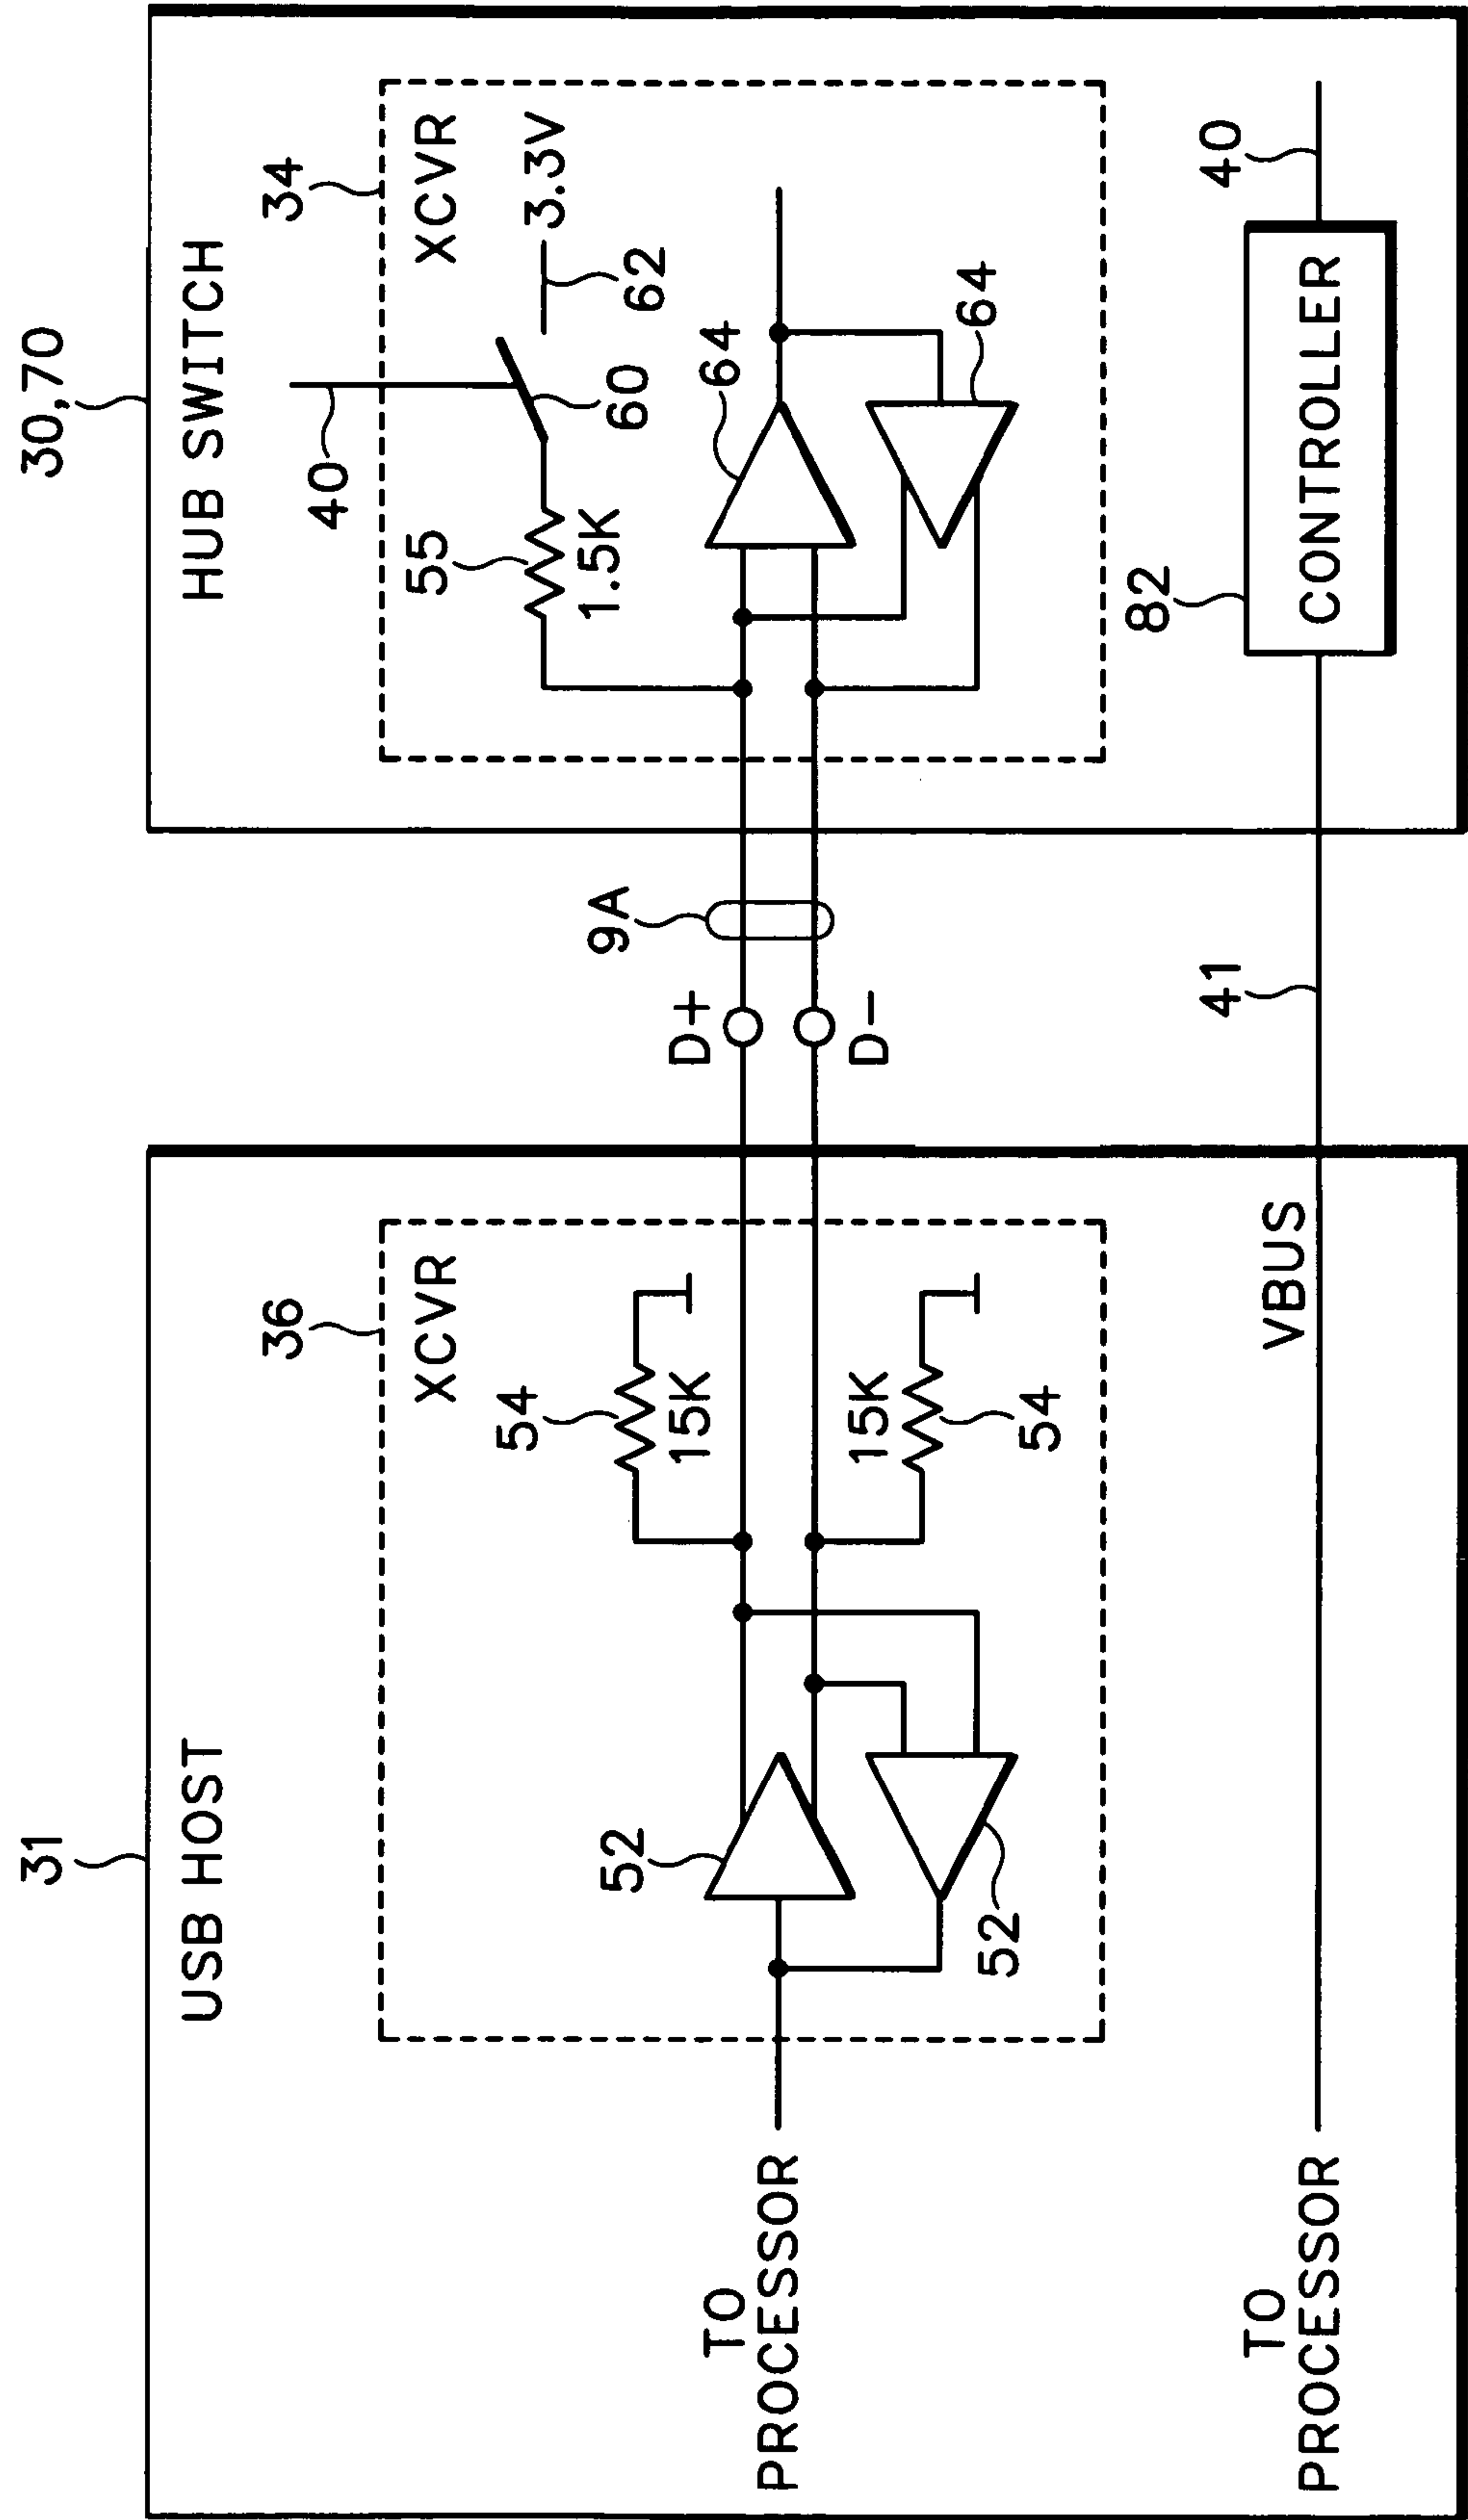 31
USB HOST
36
XCVR
54
15K
15K
54
52
52
TO
PROCESSOR
TO
PROCESSOR
VBUS
D+
D-
9A
41
30,70
HUB SWITCH
34
XCVR
40
3.3V
62
60
55
1.5K
64
64
82
CONTROLLER
40